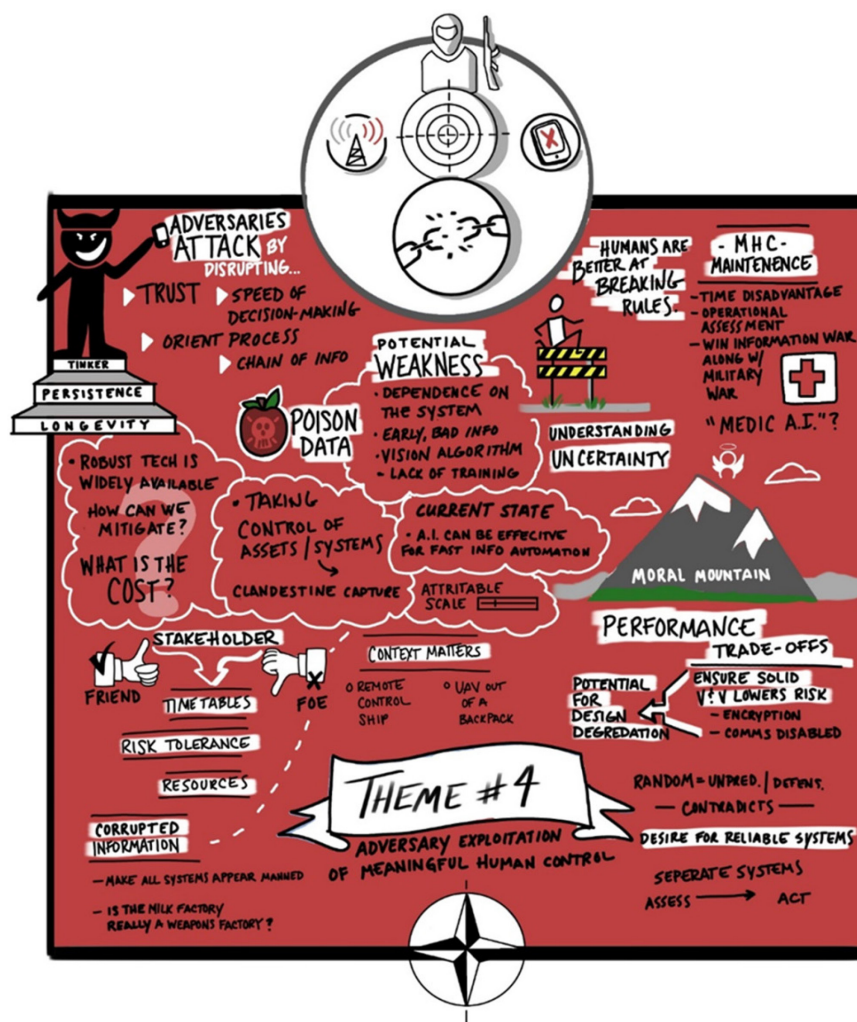 ADVERSARIES
ATTACK BY
DISRUPTING...
TRUST
SPEED OF
DECISION-MAKING
ORIENT PROCESS
CHAIN OF INFO
TINKER
PERSISTENCE
LONGEVITY
POISON
DATA
POTENTIAL
WEAKNESS
• DEPENDENCE ON
THE SYSTEM
• EARLY, BAD INFO
• VISION ALGORITHM
- LACK OF TRAINING
HUMANS ARE
BETTER AT
BREAKING
RULES.
- MHC -
MAINTENENCE
- TIME DISADVANTAGE
- OPERATIONAL
ASSESSMENT
- WIN INFORMATION WAR
ALONG W/
MILITARY
WAR
"MEDIC A.I."?
UNDERSTANDING
UNCERTAINTY
• ROBUST TECH IS
WIDELY AVAILABLE
HOW CAN WE
MITIGATE?
WHAT IS THE
COST?
?
• TAKING
CONTROL OF
ASSETS/SYSTEMS
CLANDESTINE CAPTURE
CURRENT STATE
• A.I. CAN BE EFFECITVE
FOR FAST INFO AUTOMATION
ATTRITABLE
SCALE
MORAL MOUNTAIN
STAKEHOLDER
FRIEND
FOE
TIMETABLES
RISK TOLERANCE
RESOURCES
CONTEXT MATTERS
O REMOTE
CONTROL
SHIP
O UAV OUT
OF A
BACKPACK
PERFORMANCE
TRADE-OFFS
POTENTIAL
FOR
DESIGN
DEGREDATION
ENSURE SOLID
V&V LOWERS RISK
- ENCRYPTION
- COMMS DISABLED
CORRUPTED
INFORMATION
- MAKE ALL SYSTEMS APPEAR MANNED
- IS THE MILK FACTORY
REALLY A WEAPONS FACTORY?
THEME #4
ADVERSARY EXPLOITATION
OF MEANINGFUL HUMAN CONTROL
RANDOM = UNPRED./DEFENS.
- CONTRADICTS -
DESIRE FOR RELIABLE SYSTEMS
SEPERATE SYSTEMS
ASSESS → ACT